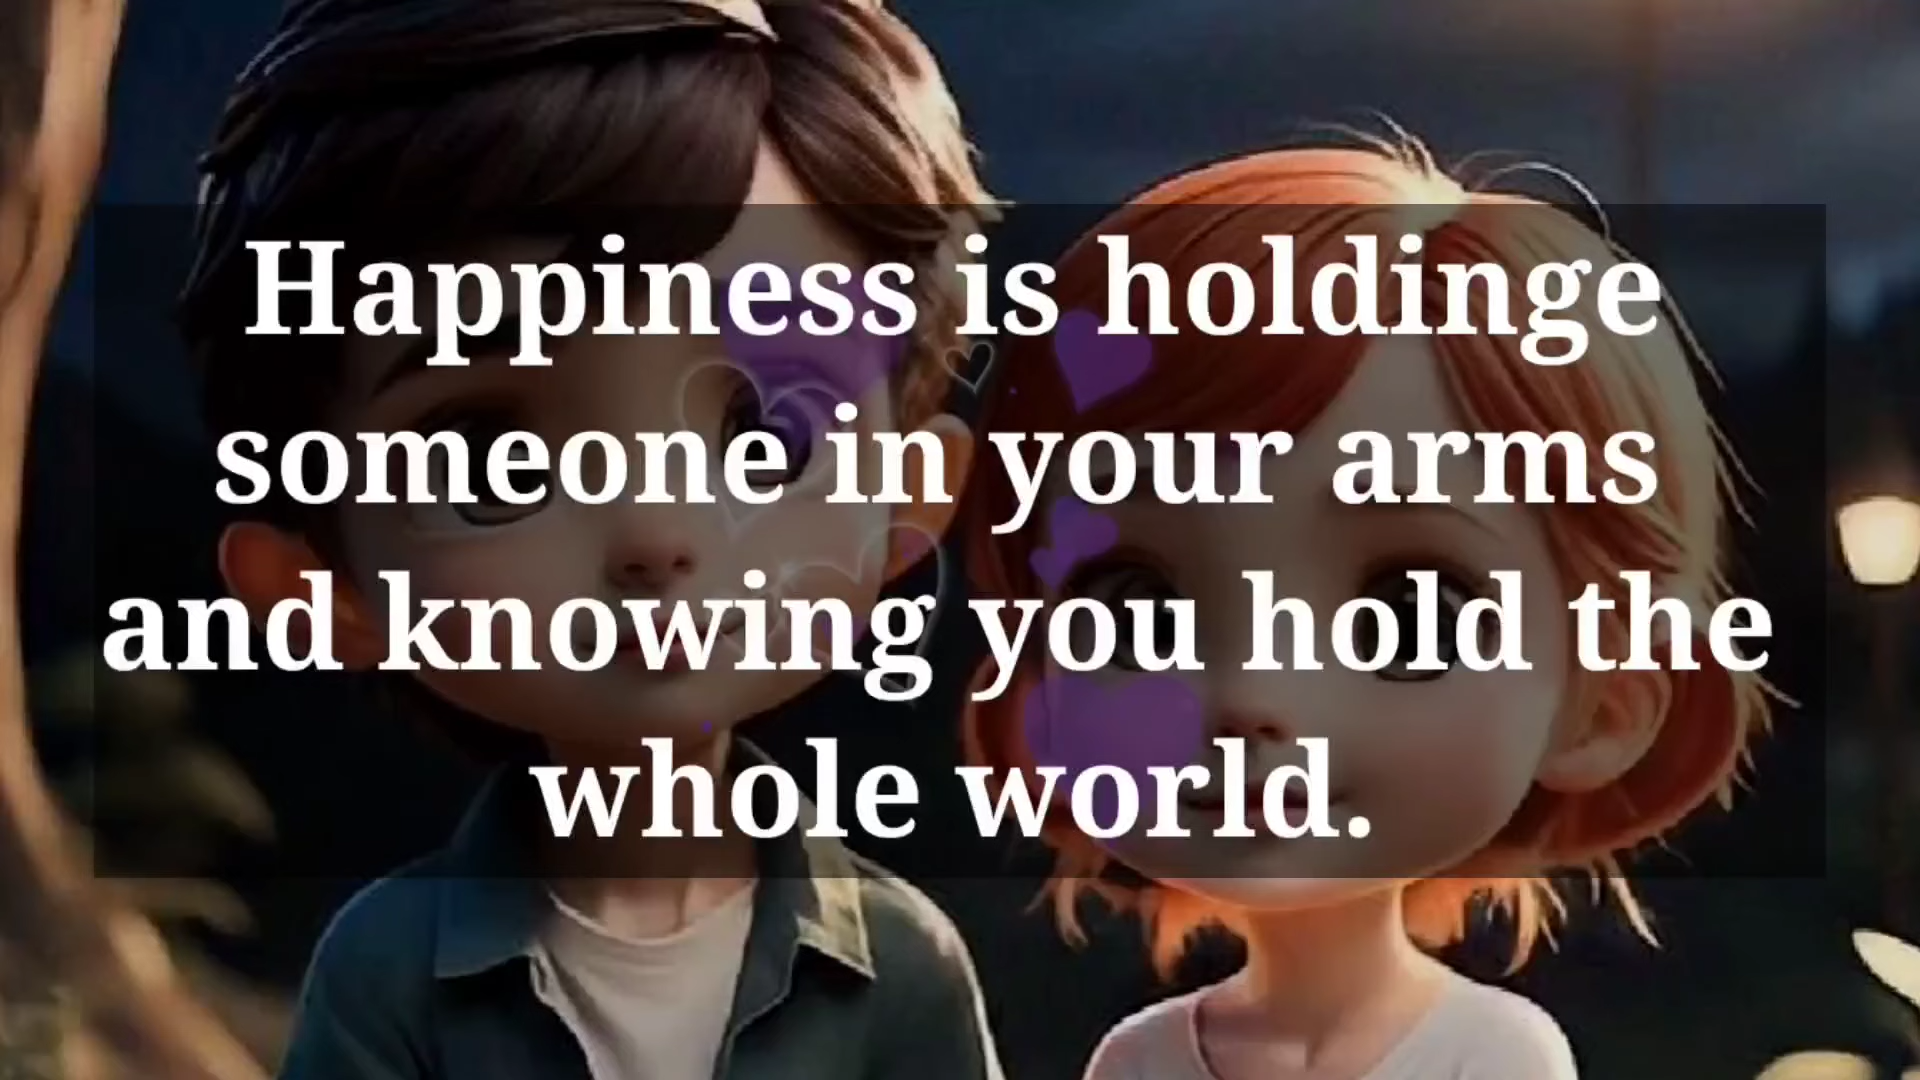 Happiness is holdinge
someone in your arms
and knowing you hold the
whole world.